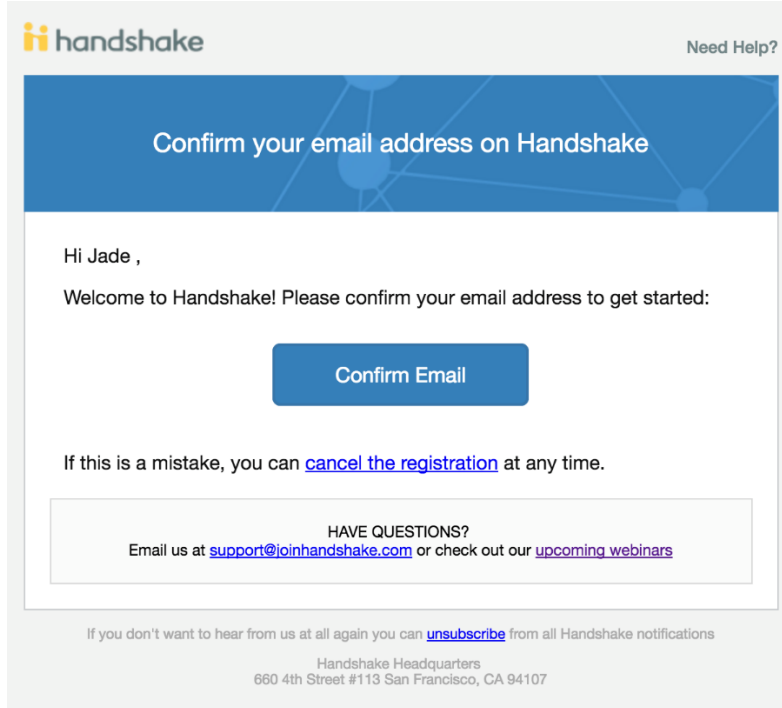 handshake
Need Help?
Confirm your email address on Handshake
Hi Jade ,
Welcome to Handshake! Please confirm your email address to get started:
Confirm Email
If this is a mistake, you can cancel the registration at any time.
HAVE QUESTIONS?
Email us at support@joinhandshake.com or check out our upcoming webinars
If you don't want to hear from us at all again you can unsubscribe from all Handshake notifications
Handshake Headquarters
660 4th Street #113 San Francisco, CA 94107